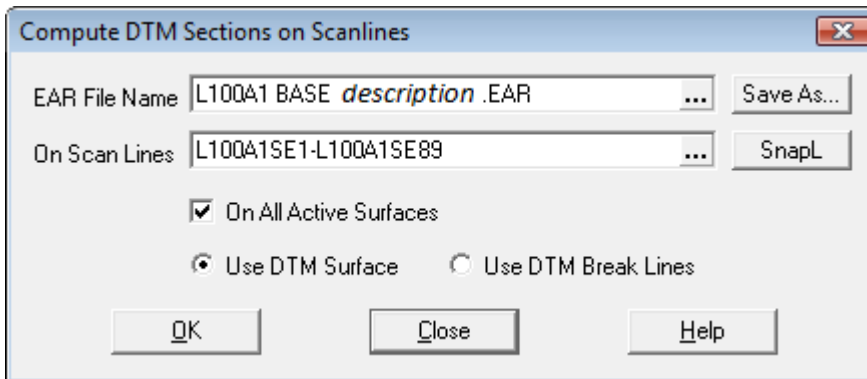 Compute DTM Sections on Scanlines
EAR File Name L100A1 BASE description .EAR ... Save As...
On Scan Lines L100A1SE1-L100A1SE89 ... SnapL
On All Active Surfaces
Use DTM Surface Use DTM Break Lines
OK Close Help